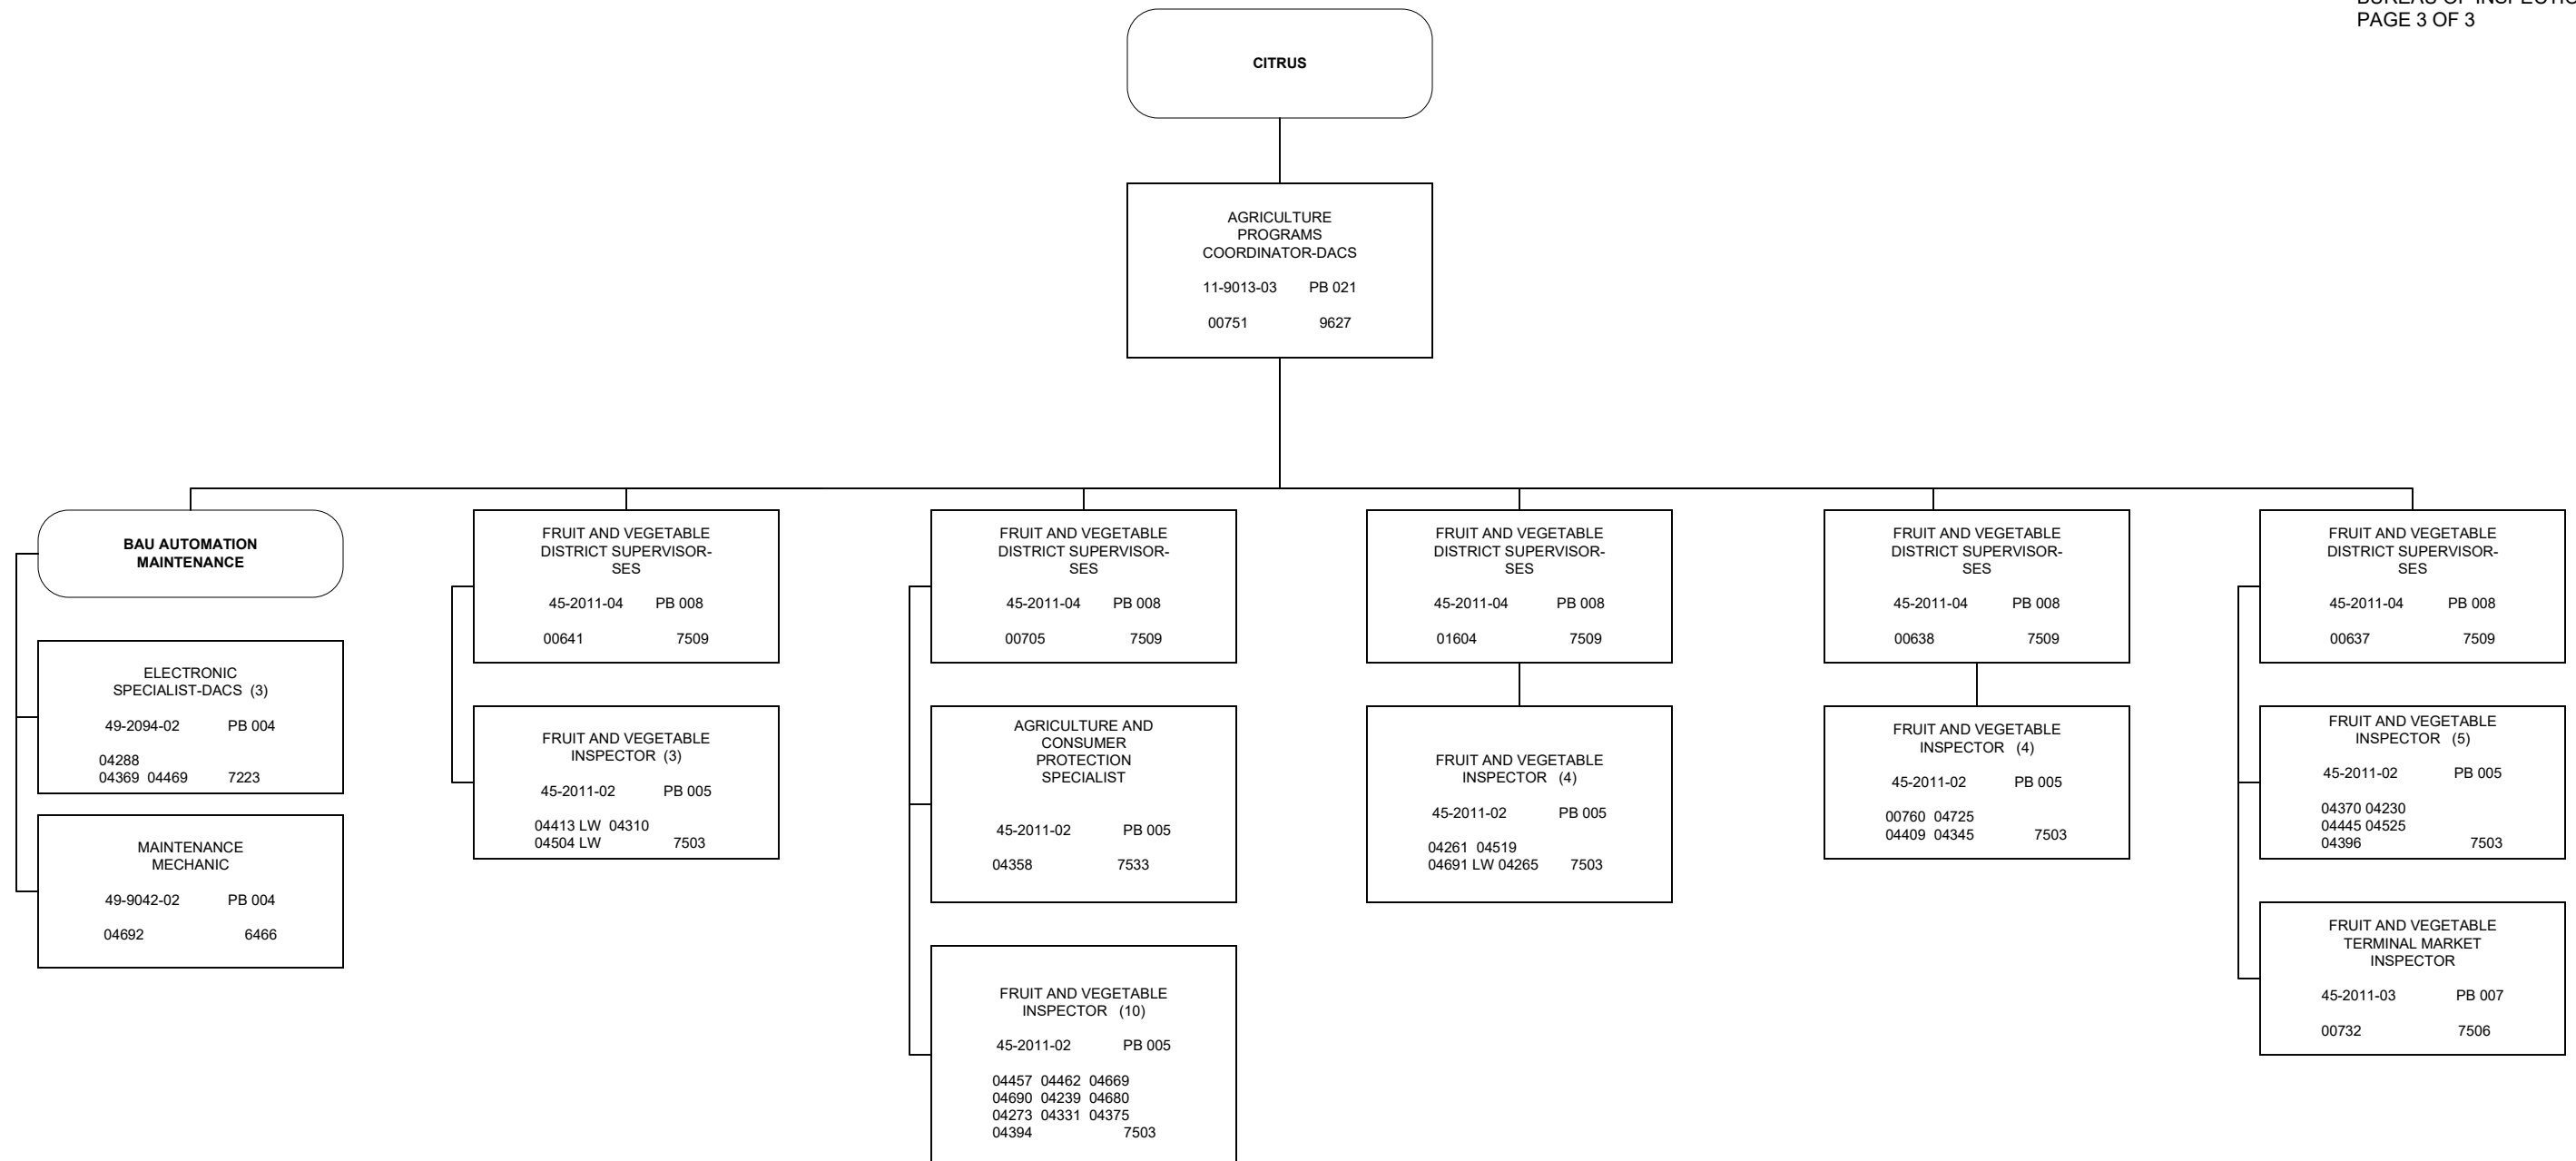 PAGE 3 OF 3
CITRUS
AGRICULTURE
PROGRAMS
COORDINATOR-DACS
11-9013-03 PB 021
00751 9627
BAU AUTOMATION
MAINTENANCE
ELECTRONIC
SPECIALIST-DACS (3)
49-2094-02 PB 004
04288
04369 04469 7223
MAINTENANCE
MECHANIC
49-9042-02 PB 004
04692 6466
FRUIT AND VEGETABLE
DISTRICT SUPERVISOR-
SES
45-2011-04 PB 008
00641 7509
FRUIT AND VEGETABLE
INSPECTOR (3)
45-2011-02 PB 005
04413 LW 04310
04504 LW 7503
FRUIT AND VEGETABLE
DISTRICT SUPERVISOR-
SES
45-2011-04 PB 008
00705 7509
AGRICULTURE AND
CONSUMER
PROTECTION
SPECIALIST
45-2011-02 PB 005
04358 7533
FRUIT AND VEGETABLE
INSPECTOR (10)
45-2011-02 PB 005
04457 04462 04669
04690 04239 04680
04273 04331 04375
04394 7503
FRUIT AND VEGETABLE
DISTRICT SUPERVISOR-
SES
45-2011-04 PB 008
01604 7509
FRUIT AND VEGETABLE
INSPECTOR (4)
45-2011-02 PB 005
04261 04519
04691 LW 04265 7503
FRUIT AND VEGETABLE
DISTRICT SUPERVISOR-
SES
45-2011-04 PB 008
00638 7509
FRUIT AND VEGETABLE
INSPECTOR (4)
45-2011-02 PB 005
00760 04725
04409 04345 7503
FRUIT AND VEGETABLE
DISTRICT SUPERVISOR-
SES
45-2011-04 PB 008
00637 7509
FRUIT AND VEGETABLE
INSPECTOR (5)
45-2011-02 PB 005
04370 04230
04445 04525
04396 7503
FRUIT AND VEGETABLE
TERMINAL MARKET
INSPECTOR
45-2011-03 PB 007
00732 7506